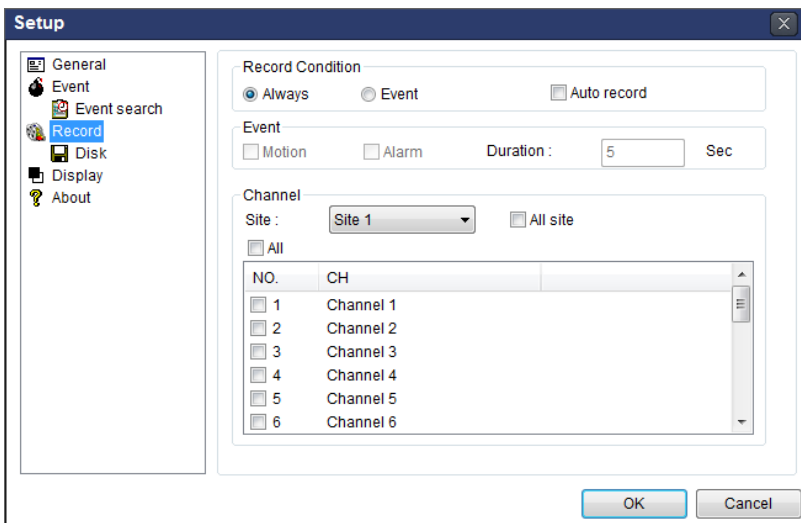 Setup
General
Event
Event search
Record
Disk
Display
About
Record Condition
Always Event Auto record
Event
Motion Alarm Duration : 5 Sec
Channel
Site : Site 1 All site
All
NO. CH
1 Channel 1
2 Channel 2
3 Channel 3
4 Channel 4
5 Channel 5
6 Channel 6
OK Cancel